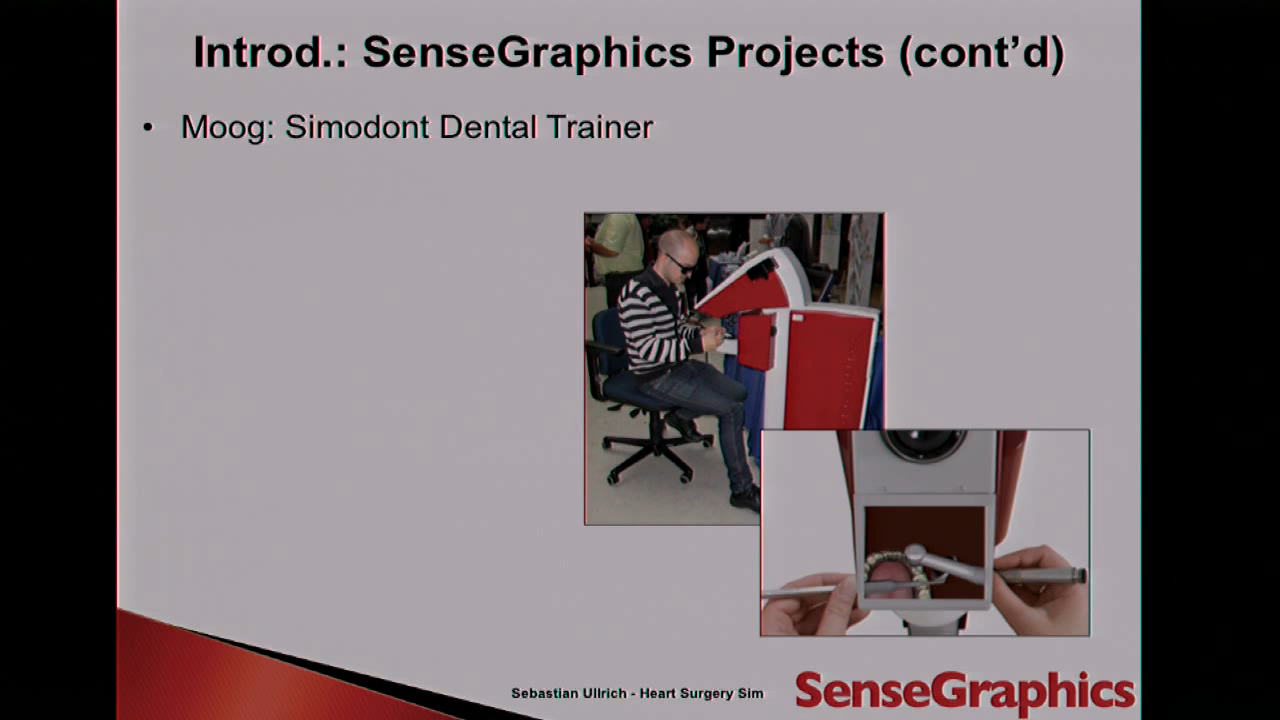 Introd.: SenseGraphics Projects (cont’d)
• Moog: Simodont Dental Trainer
Sebastian Ullrich - Heart Surgery Sim
SenseGraphics